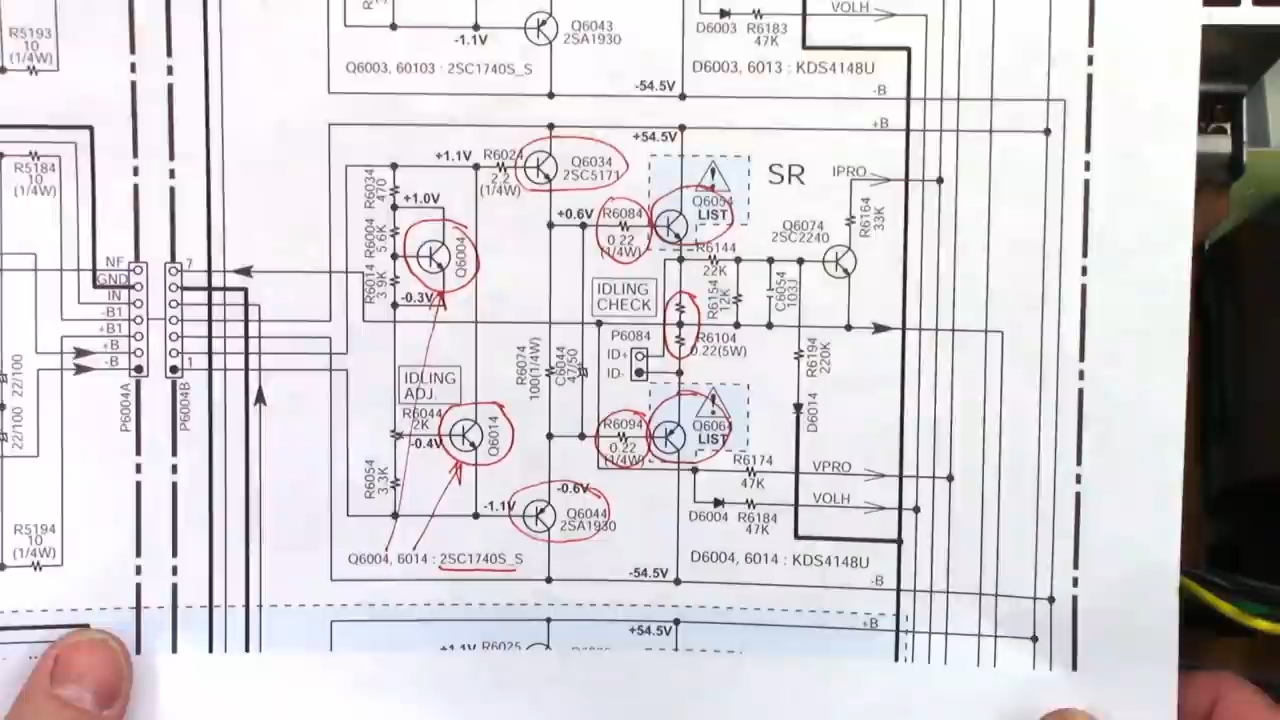 R5193
10
(1/4W)
Q6043
2SA1930
-1.1V
Q6003, 60103 : 2SC1740S_S
D6003
R6183
47K
VOLH
D6003, 6013 : KDS4148U
-54.5V
-B
R5184
10
(1/4W)
+54.5V
+B
+1.1V
R6024
2.2
(1/4W)
Q6034
2SC5171
SR
IPRO
R6034
470
+1.0V
Q6054
LIST
R6164
33K
+0.6V
R6084
0.22
(1/4W)
Q6074
2SC2240
R6004
5.6K
Q6004
R6144
22K
NF
GND
IN
-B1
+B1
+B
-B
7
1
R6014
3.9K
-0.3V
IDLING
CHECK
R6154
12K
C6054
103J
P6084
ID+
ID-
R6104
0.22(5W)
R6194
220K
R6074
100(1/4W)
C6044
47/50
22/100
22/100
P6004A
P6004B
IDLING
ADJ.
R6044
2K
-0.4V
Q6014
R6094
0.22
(1/4W)
Q6064
LIST
D6014
R6054
3.3K
R6174
47K
VPRO
-0.6V
-1.1V
Q6044
2SA1930
D6004
R6184
47K
VOLH
R5194
10
(1/4W)
Q6004, 6014 : 2SC1740S_S
D6004, 6014 : KDS4148U
-54.5V
-B
+54.5V
+B
+1.1V
R6025